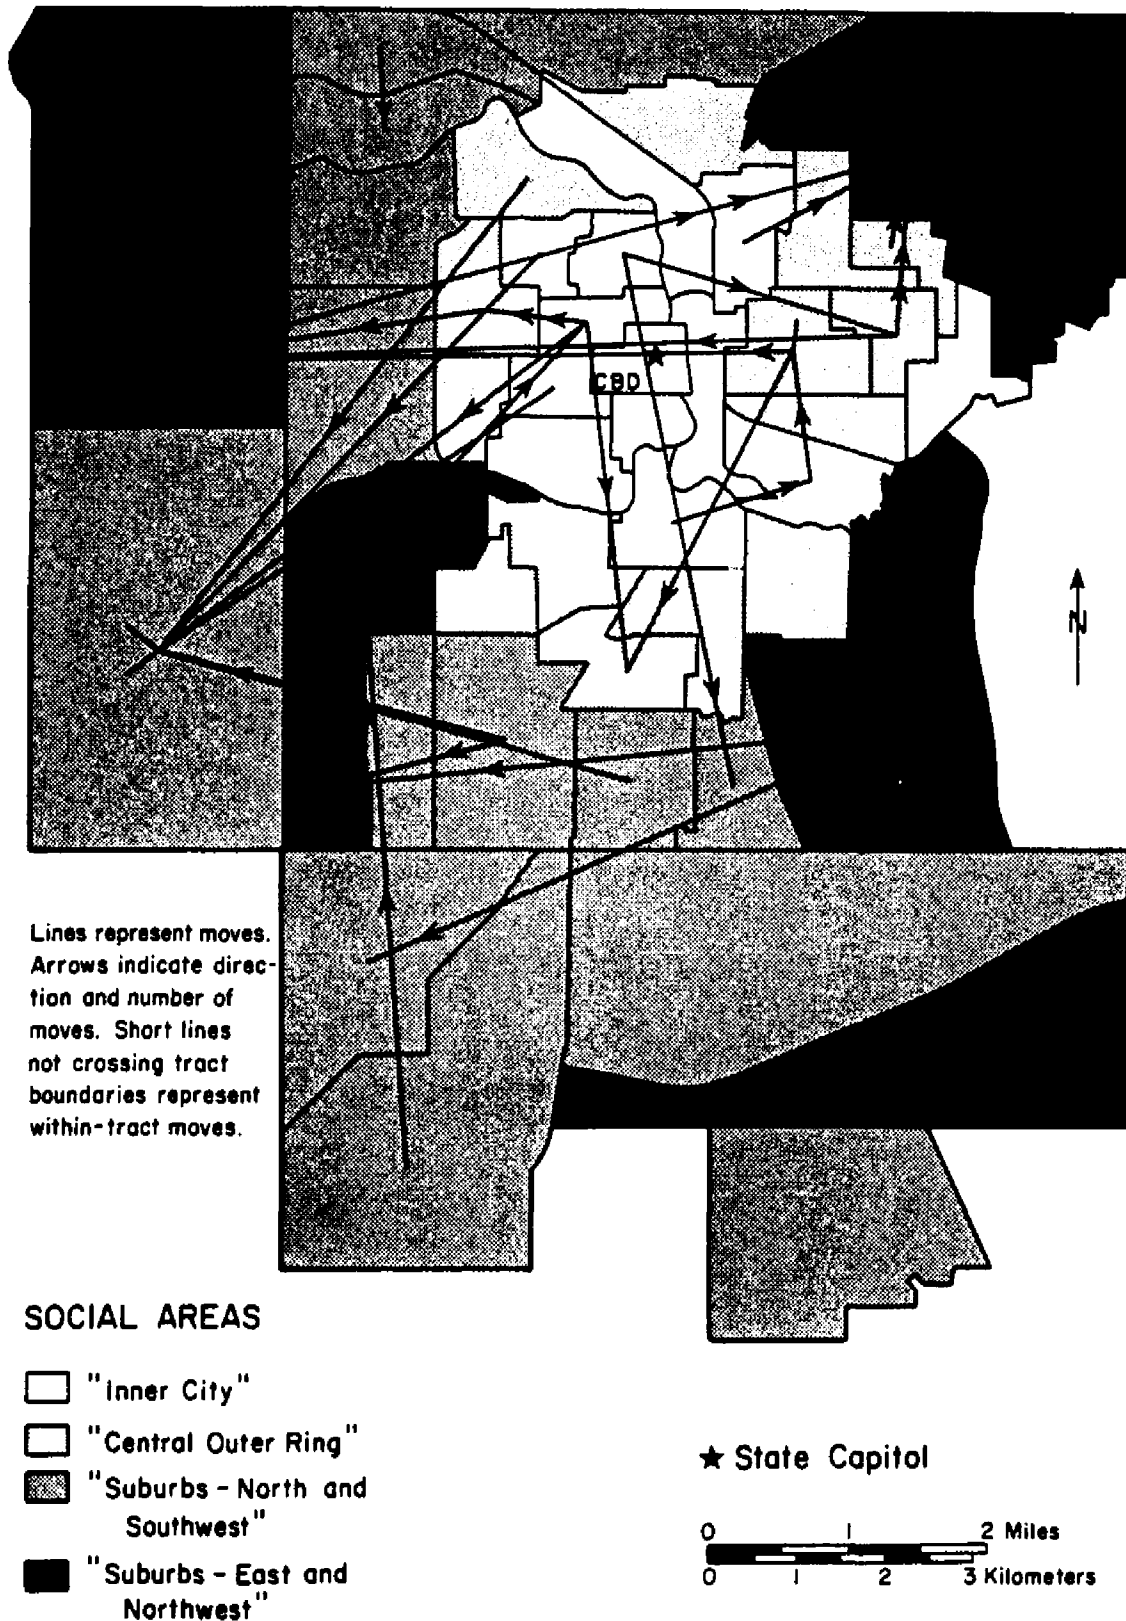 CBD
N
Lines represent moves.
Arrows indicate direc-
tion and number of
moves. Short lines
not crossing tract
boundaries represent
within-tract moves.
SOCIAL AREAS
"Inner City"
"Central Outer Ring"
"Suburbs - North and
Southwest"
"Suburbs - East and
Northwest"
★ State Capitol
0 1 2 Miles
0 1 2 3 Kilometers